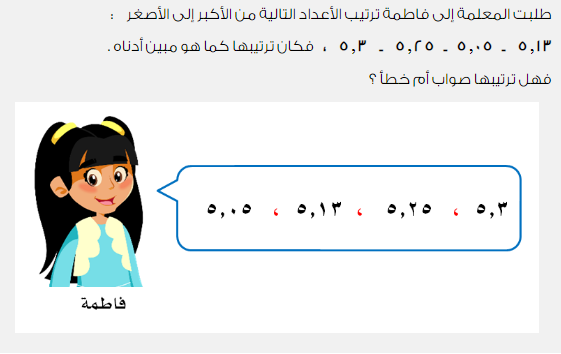 طلبت المعلمة إلى فاطمة ترتيب الأعداد التالية من الأكبر إلى الأصغر :
٥,١٣ - ٥,٠٥ - ٥,٢٥ - ٥,٣ ، فكان ترتيبها كما هو مبين أدناه .
فهل ترتيبها صواب أم خطأ ؟
٥,٣ ، ٥,٢٥ ، ٥,١٣ ، ٥,٠٥
فاطمة